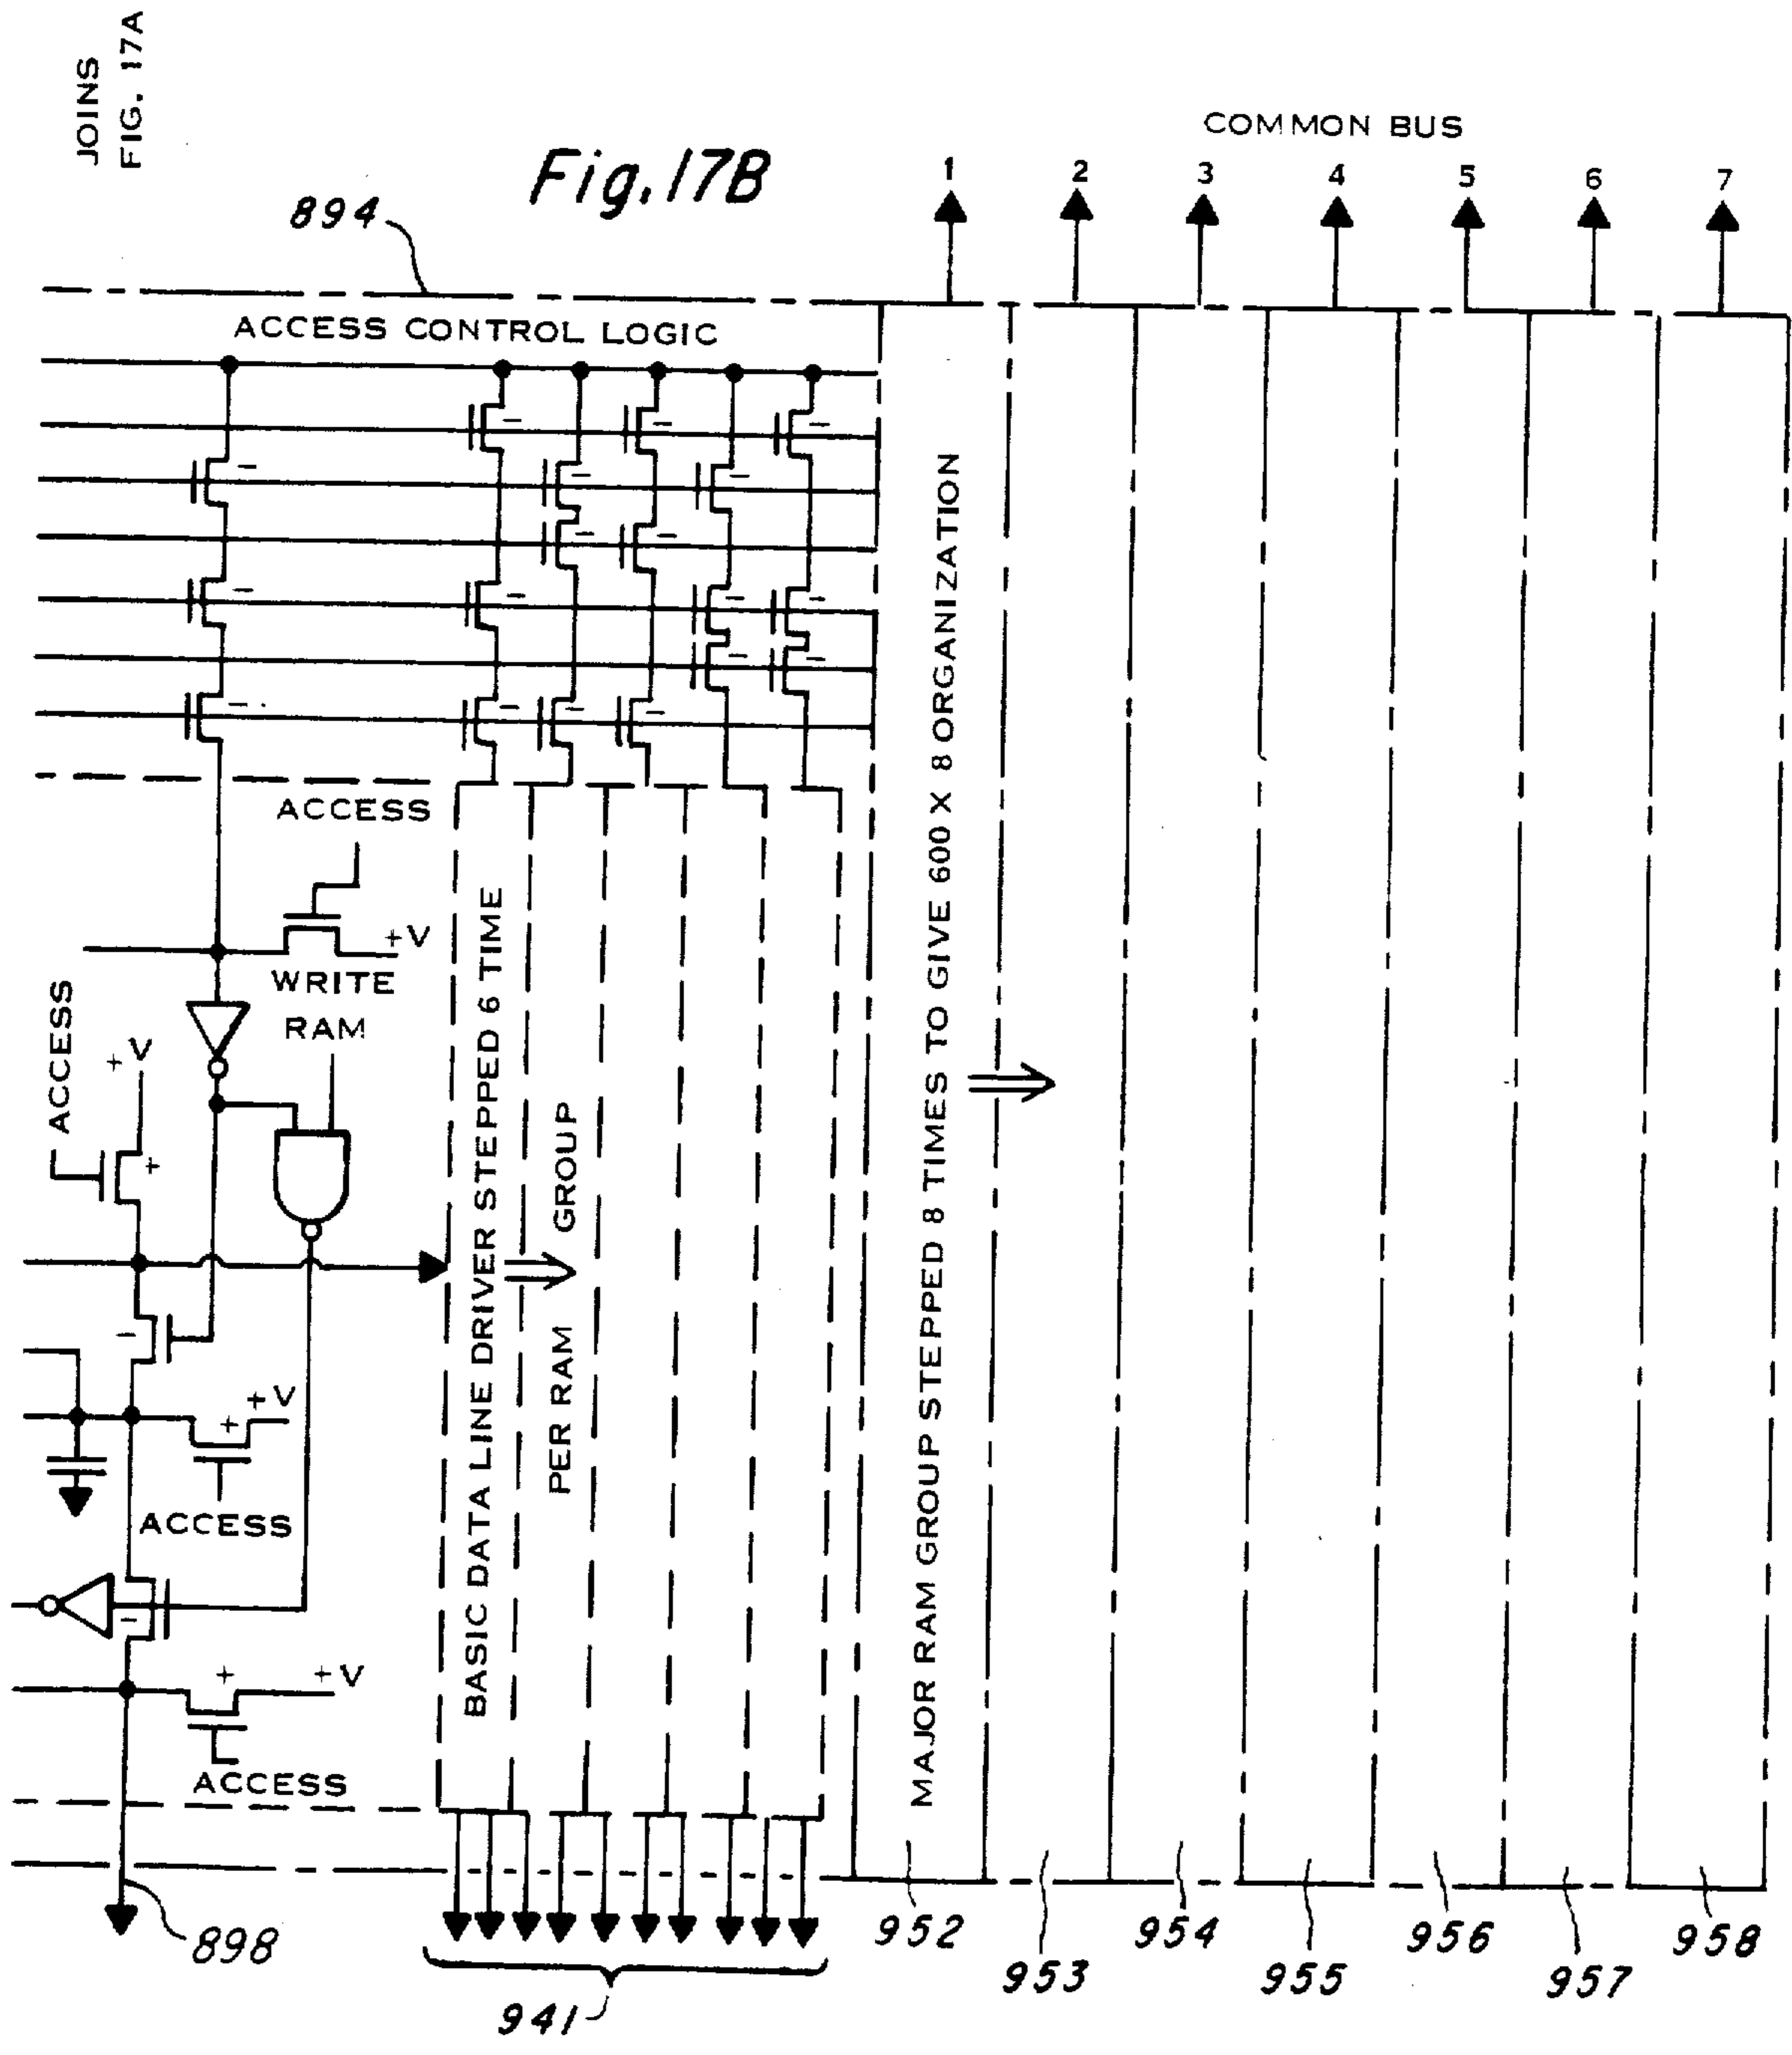 JOINS
FIG. 17A
Fig. 17B
COMMON BUS
1 2 3 4 5 6 7
894
ACCESS CONTROL LOGIC
ACCESS
+V
WRITE
RAM
ACCESS
+V
+
BASIC DATA LINE DRIVER STEPPED 6 TIME
PER RAM GROUP
MAJOR RAM GROUP STEPPED 8 TIMES TO GIVE 600 X 8 ORGANIZATION
+V
+
ACCESS
+ +V
ACCESS
898
941
952
953
954
955
956
957
958